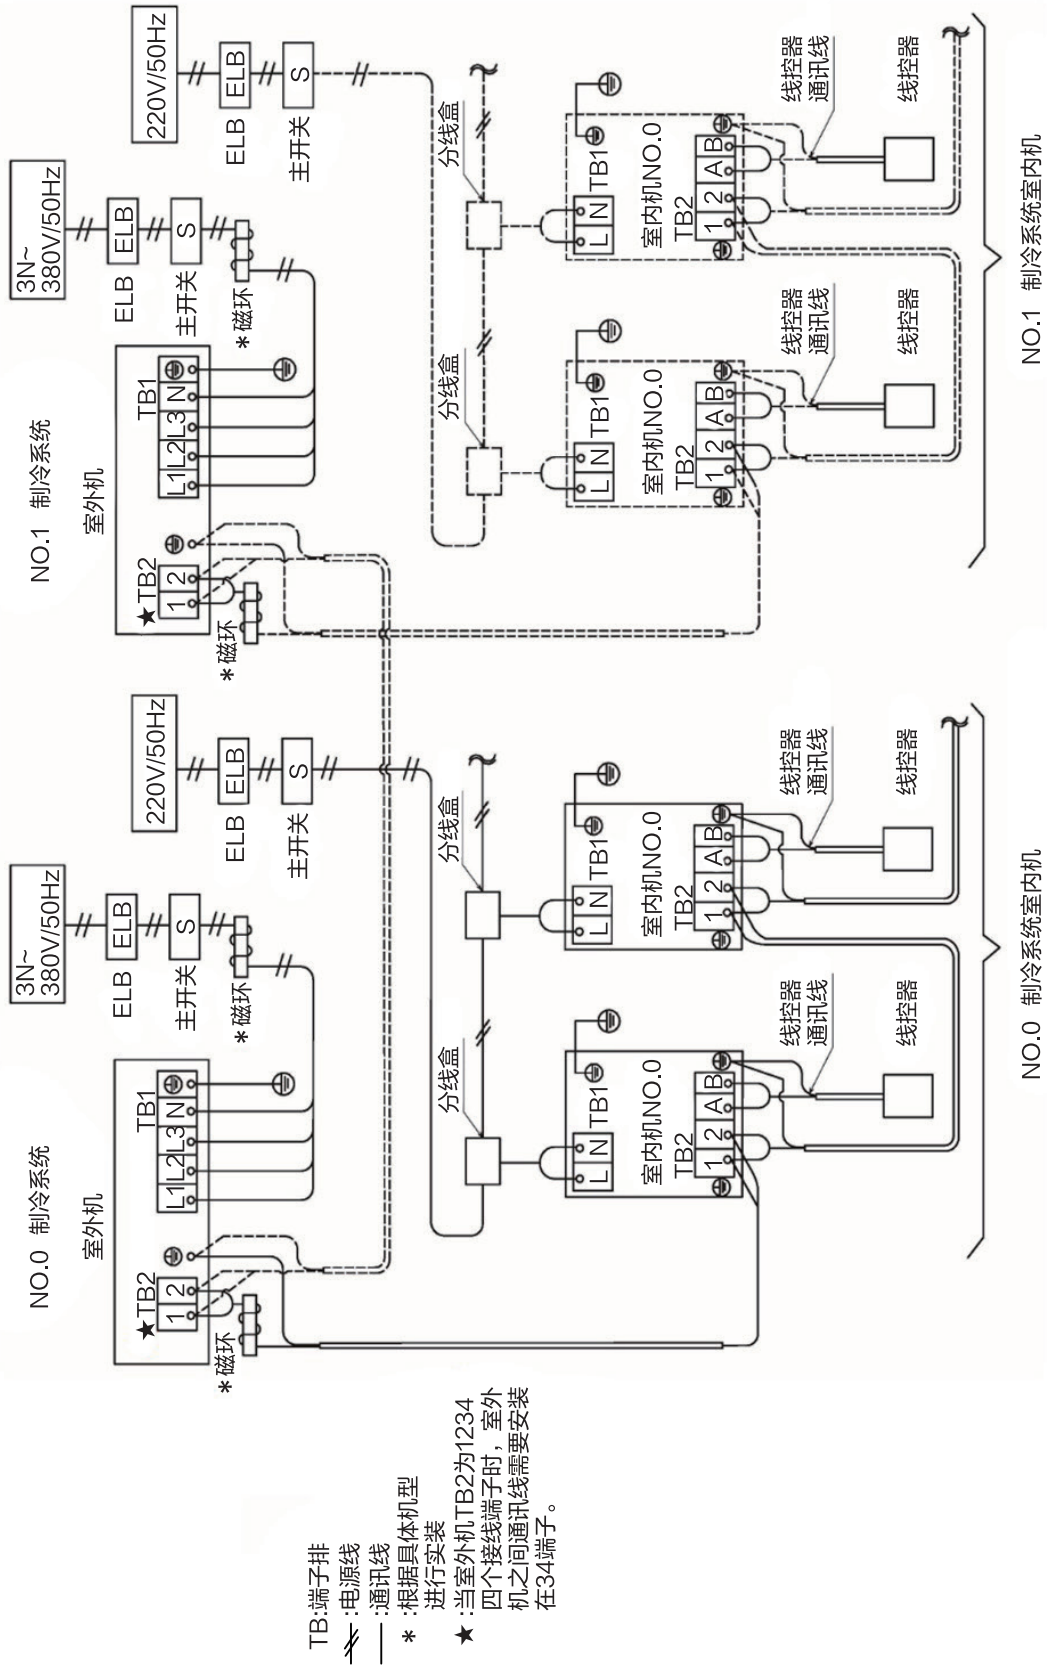 NO.0 制冷系统
室外机
★TB2
1 2
TB1
L1 L2 L3 N
*磁环
3N~
380V/50Hz
ELB
ELB
主开关
S
*磁环
220V/50Hz
ELB
ELB
主开关
S
分线盒
分线盒
室内机NO.0
TB1
L N
TB2
1 2 A B
线控器
通讯线
线控器
室内机NO.0
TB1
L N
TB2
1 2 A B
线控器
通讯线
线控器
NO.0 制冷系统室内机
NO.1 制冷系统
室外机
★TB2
1 2
TB1
L1 L2 L3 N
*磁环
3N~
380V/50Hz
ELB
ELB
主开关
S
*磁环
220V/50Hz
ELB
ELB
主开关
S
分线盒
分线盒
室内机NO.0
TB1
L N
TB2
1 2 A B
线控器
通讯线
线控器
室内机NO.0
TB1
L N
TB2
1 2 A B
线控器
通讯线
线控器
NO.1 制冷系统室内机
TB:端子排
:电源线
:通讯线
*:根据具体机型
进行实装
★:当室外机TB2为1234
四个接线端子时，室外
机之间通讯线需要安装
在34端子。